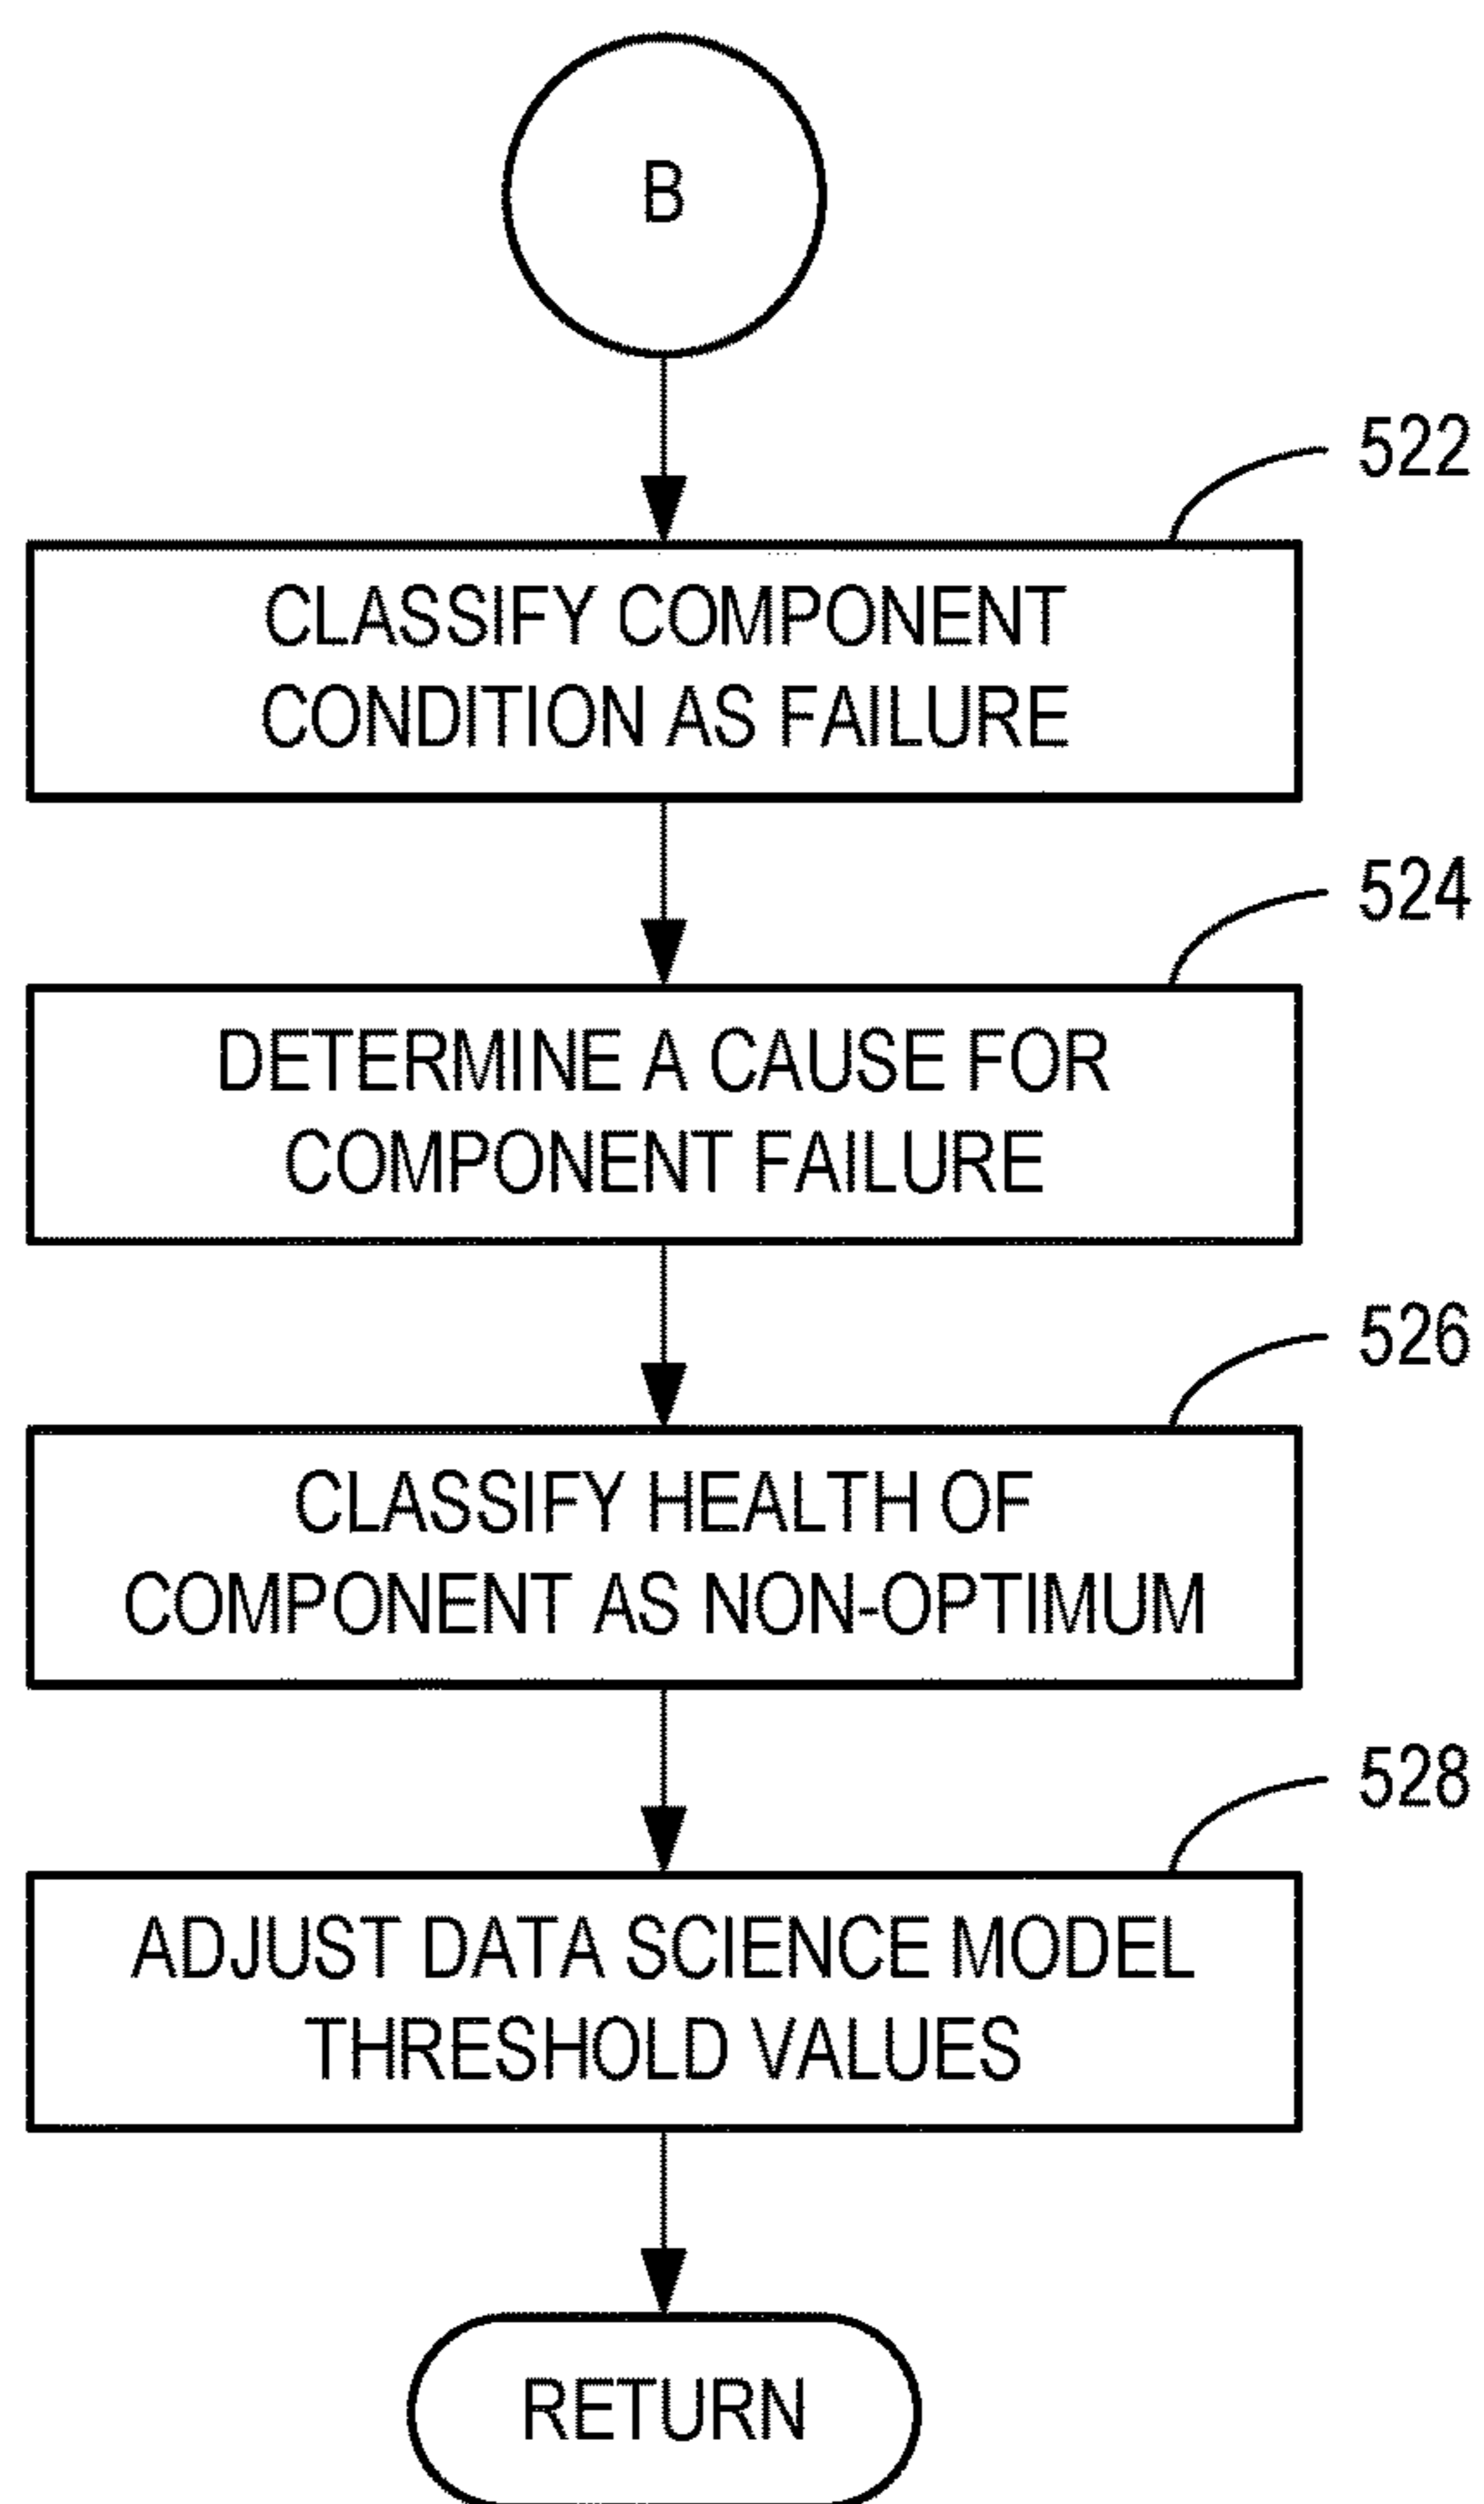 B
522
CLASSIFY COMPONENT
CONDITION AS FAILURE
524
DETERMINE A CAUSE FOR
COMPONENT FAILURE
526
CLASSIFY HEALTH OF
COMPONENT AS NON-OPTIMUM
528
ADJUST DATA SCIENCE MODEL
THRESHOLD VALUES
RETURN